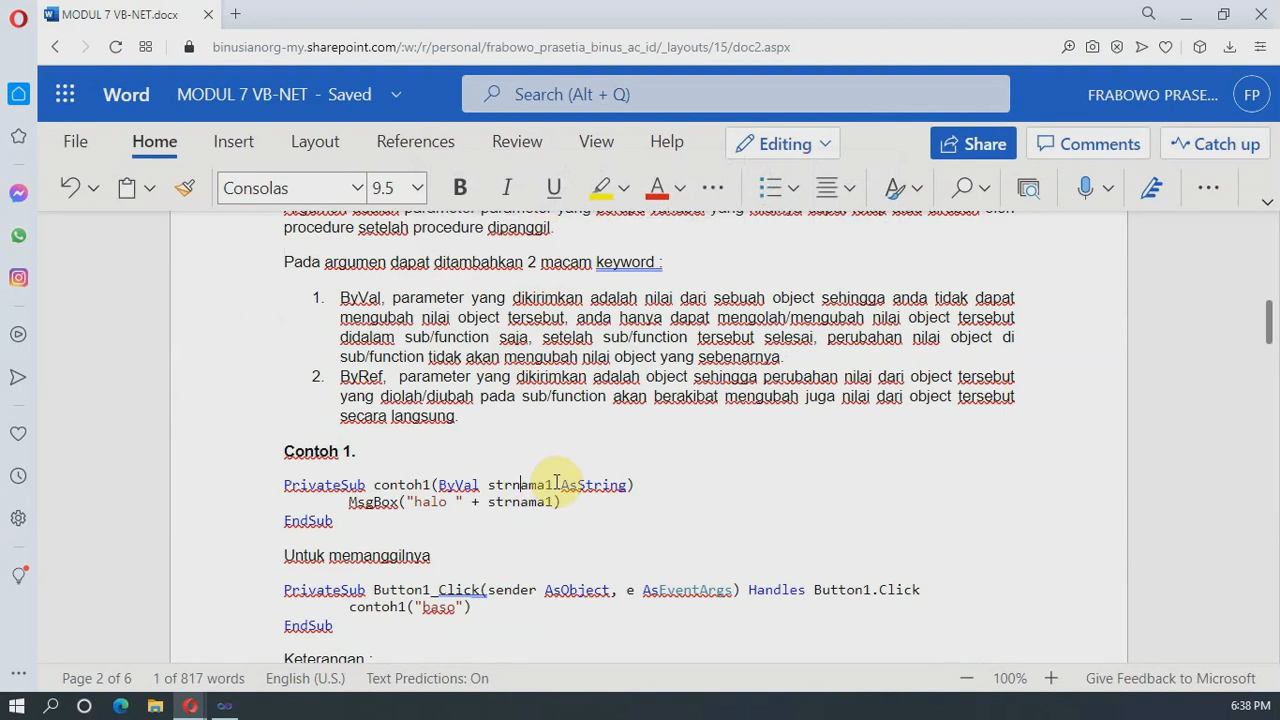 MODUL 7 VB-NET.docx
binusianorg-my.sharepoint.com/:w:/r/personal/frabowo_prasetia_binus_ac_id/_layouts/15/doc2.aspx
Word MODUL 7 VB-NET - Saved Search (Alt + Q) FRABOWO PRASE... FP
File Home Insert Layout References Review View Help Editing Share Comments Catch up
Consolas 9.5 B I U A
procedure setelah procedure dipanggil.
Pada argumen dapat ditambahkan 2 macam keyword :
1. ByVal, parameter yang dikirimkan adalah nilai dari sebuah object sehingga anda tidak dapat
mengubah nilai object tersebut, anda hanya dapat mengolah/mengubah nilai object tersebut
didalam sub/function saja, setelah sub/function tersebut selesai, perubahan nilai object di
sub/function tidak akan mengubah nilai object yang sebenarnya.
2. ByRef, parameter yang dikirimkan adalah object sehingga perubahan nilai dari object tersebut
yang diolah/diubah pada sub/function akan berakibat mengubah juga nilai dari object tersebut
secara langsung.
Contoh 1.
PrivateSub contoh1(ByVal strnama1 AsString)
MsgBox("halo " + strnama1)
EndSub
Untuk memanggilnya
PrivateSub Button1_Click(sender AsObject, e AsEventArgs) Handles Button1.Click
contoh1("baso")
EndSub
Keterangan :
Page 2 of 6 1 of 817 words English (U.S.) Text Predictions: On 100% Give Feedback to Microsoft
6:38 PM